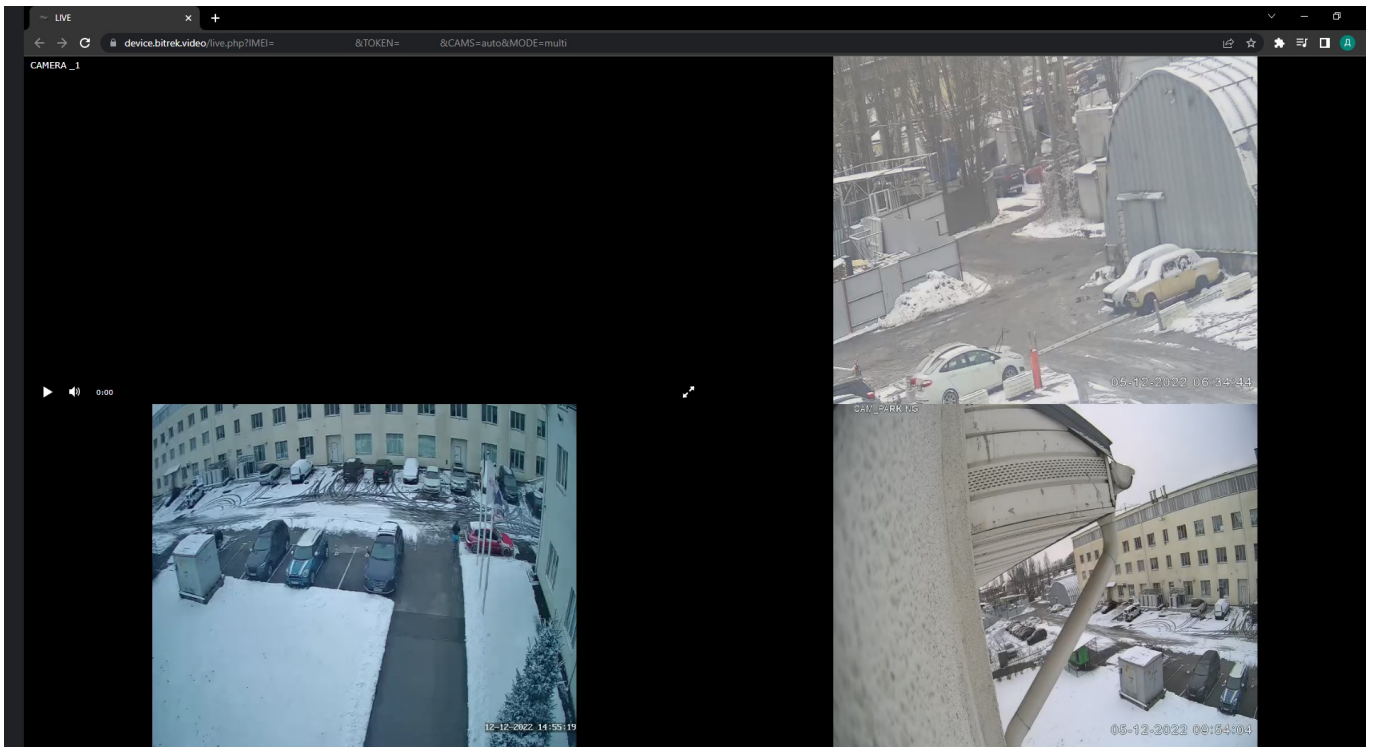 LIVE
device.bitrek.video/live.php?IMEI= &TOKEN= &CAMS=auto&MODE=multi
Д
CAMERA _1
05-12-2022 06:34:44
0:00
CAM_PARKING
12-12-2022 14:55:19
05-12-2022 09:54:04